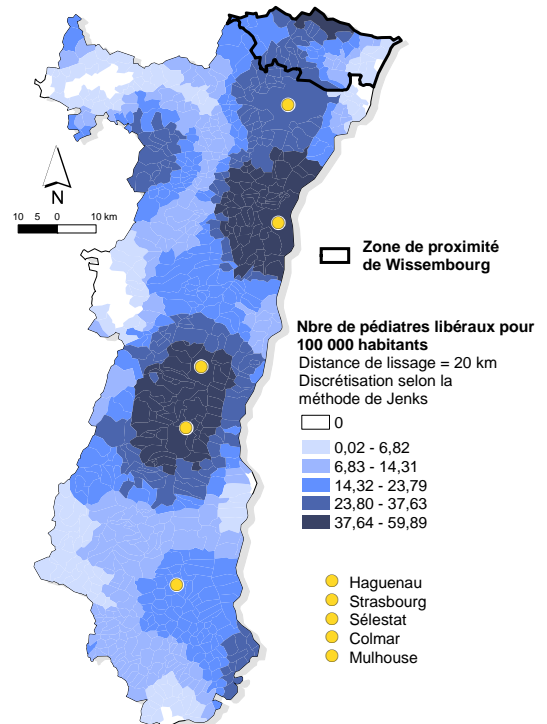 N
10 5 0 10 km
Zone de proximité
de Wissembourg
Nbre de pédiatres libéraux pour
100 000 habitants
Distance de lissage = 20 km
Discrétisation selon la
méthode de Jenks
0
0,02 - 6,82
6,83 - 14,31
14,32 - 23,79
23,80 - 37,63
37,64 - 59,89
Haguenau
Strasbourg
Sélestat
Colmar
Mulhouse